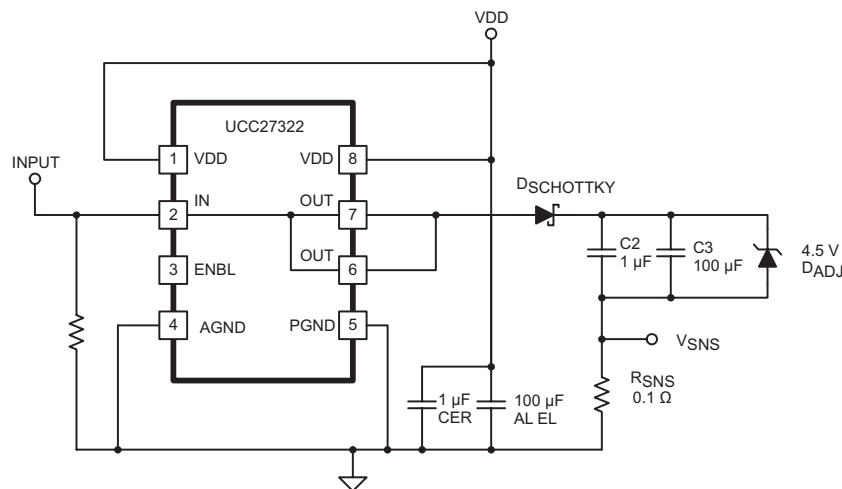 VDD
UCC27322
INPUT
1 VDD
VDD 8
2 IN
OUT 7
DSCHOTTKY
OUT 6
3 ENBL
C2
1 µF
C3
100 µF
4.5 V
DADJ
4 AGND
PGND 5
VSNS
RSNS
0.1 Ω
1 µF
CER
100 µF
AL EL